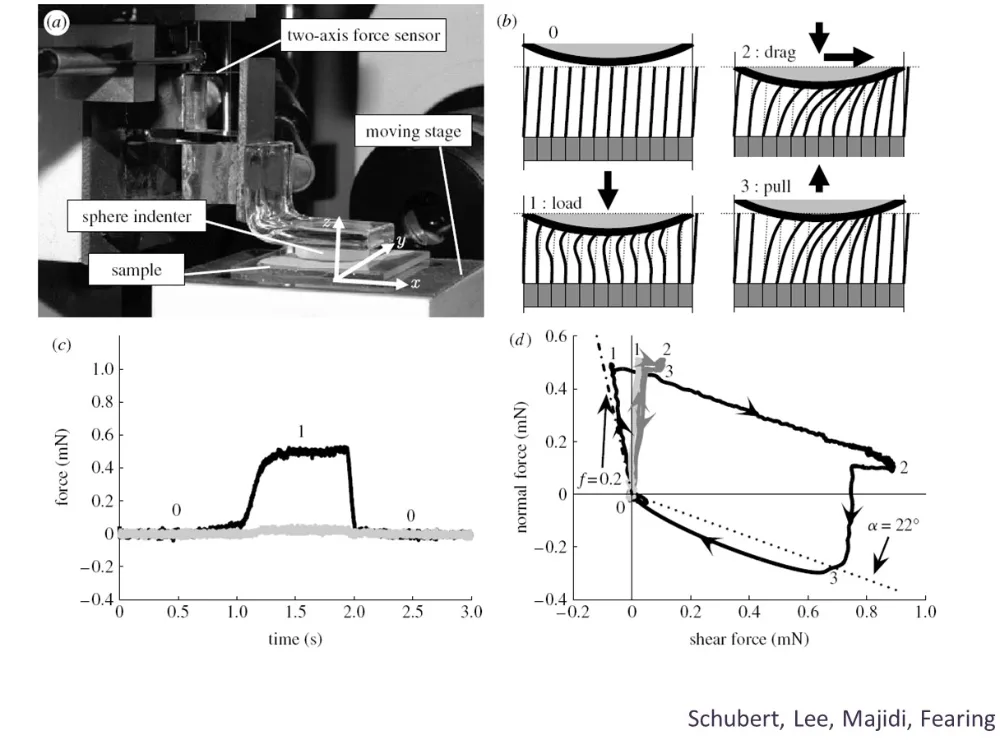 (a)
two-axis force sensor
moving stage
sphere indenter
sample
z
y
x
(b)
0
2 : drag
1 : load
3 : pull
(c)
force (mN)
1.0
0.8
0.6
0.4
0.2
0
−0.2
−0.4
0
1
0
0
0.5
1.0
1.5
2.0
2.5
3.0
time (s)
(d)
normal force (mN)
0.6
0.4
0.2
0
−0.2
−0.4
1
1
2
3
2
f = 0.2
0
α = 22°
3
−0.2
0
0.2
0.4
0.6
0.8
1.0
shear force (mN)
Schubert, Lee, Majidi, Fearing